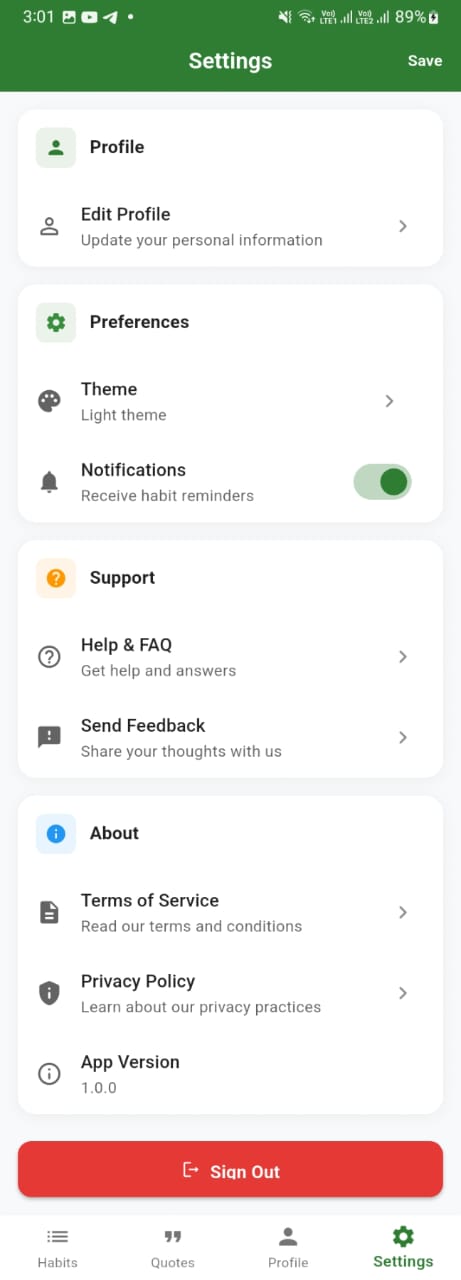 3:01 89%
VoJ) LTE1 VoJ) LTE2
Settings Save
Profile
Edit Profile
Update your personal information
Preferences
Theme
Light theme
Notifications
Receive habit reminders
Support
Help & FAQ
Get help and answers
Send Feedback
Share your thoughts with us
About
Terms of Service
Read our terms and conditions
Privacy Policy
Learn about our privacy practices
App Version
1.0.0
Sign Out
Habits Quotes Profile Settings